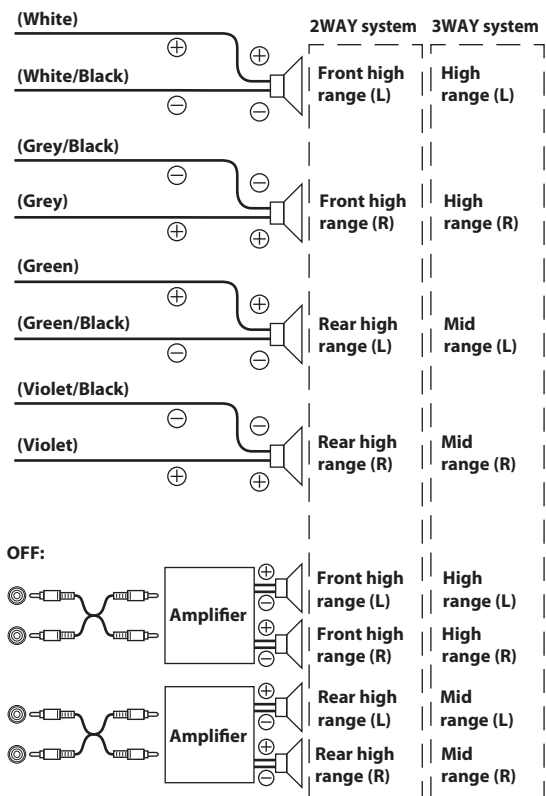 (White)
2WAY system
3WAY system
⊕
⊕
(White/Black)
Front high
range (L)
High
range (L)
⊖
⊖
(Grey/Black)
⊖
⊖
(Grey)
Front high
range (R)
High
range (R)
⊕
⊕
(Green)
⊕
⊕
(Green/Black)
Rear high
range (L)
Mid
range (L)
⊖
⊖
(Violet/Black)
⊖
⊖
(Violet)
Rear high
range (R)
Mid
range (R)
⊕
⊕
OFF:
Amplifier
⊕
⊖
Front high
range (L)
High
range (L)
⊕
⊖
Front high
range (R)
High
range (R)
Amplifier
⊕
⊖
Rear high
range (L)
Mid
range (L)
⊕
⊖
Rear high
range (R)
Mid
range (R)